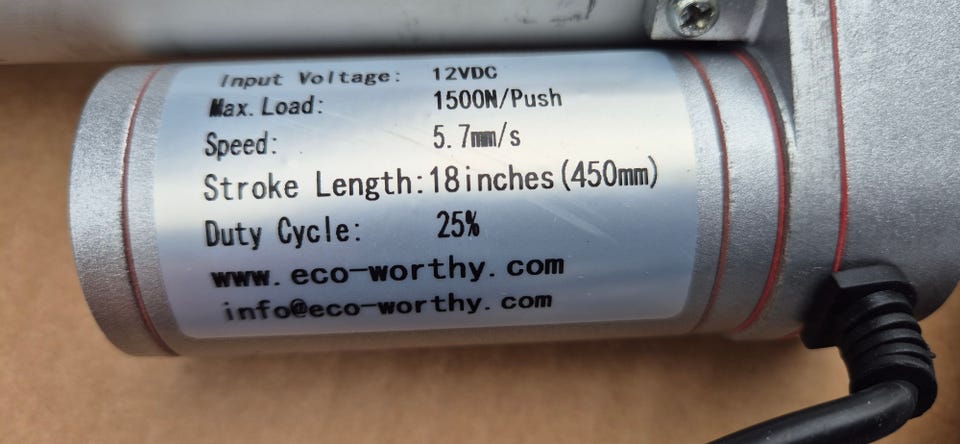 Input Voltage: 12VDC
Max.Load: 1500N/Push
Speed: 5.7mm/s
Stroke Length:18inches(450mm)
Duty Cycle: 25%
www.eco-worthy.com
info@eco-worthy.com